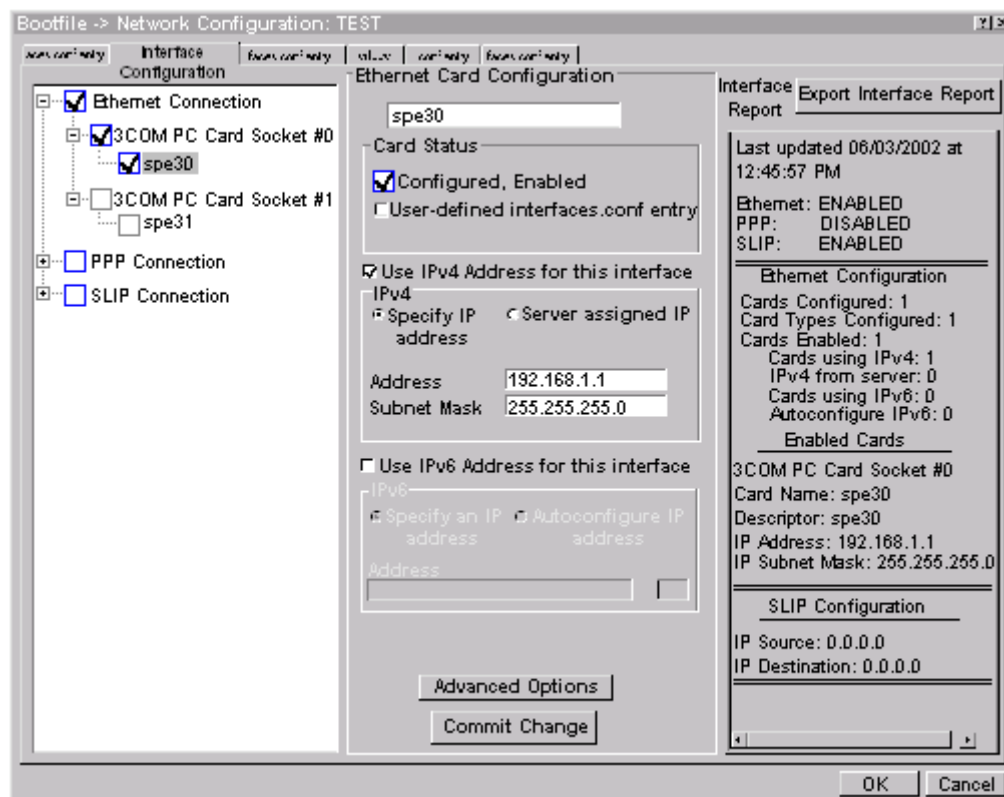 Bootfile -> Network Configuration: TEST
Interface
Configuration
Ethernet Connection
3COM PC Card Socket #0
spe30
3COM PC Card Socket #1
spe31
PPP Connection
SLIP Connection
Ethernet Card Configuration
spe30
Card Status
Configured, Enabled
User-defined interfaces.conf entry
Use IPv4 Address for this interface
IPv4
Specify IP
address
Server assigned IP
Address
192.168.1.1
Subnet Mask
255.255.255.0
Use IPv6 Address for this interface
IPv6
Specify an IP
address
Autoconfigure IP
address
Address
Advanced Options
Commit Change
Interface
Report
Export Interface Report
Last updated 06/03/2002 at
12:45:57 PM
Ethernet: ENABLED
PPP: DISABLED
SLIP: ENABLED
Ethernet Configuration
Cards Configured: 1
Card Types Configured: 1
Cards Enabled: 1
Cards using IPv4: 1
IPv4 from server: 0
Cards using IPv6: 0
Autoconfigure IPv6: 0
Enabled Cards
3COM PC Card Socket #0
Card Name: spe30
Descriptor: spe30
IP Address: 192.168.1.1
IP Subnet Mask: 255.255.255.0
SLIP Configuration
IP Source: 0.0.0.0
IP Destination: 0.0.0.0
OK
Cancel